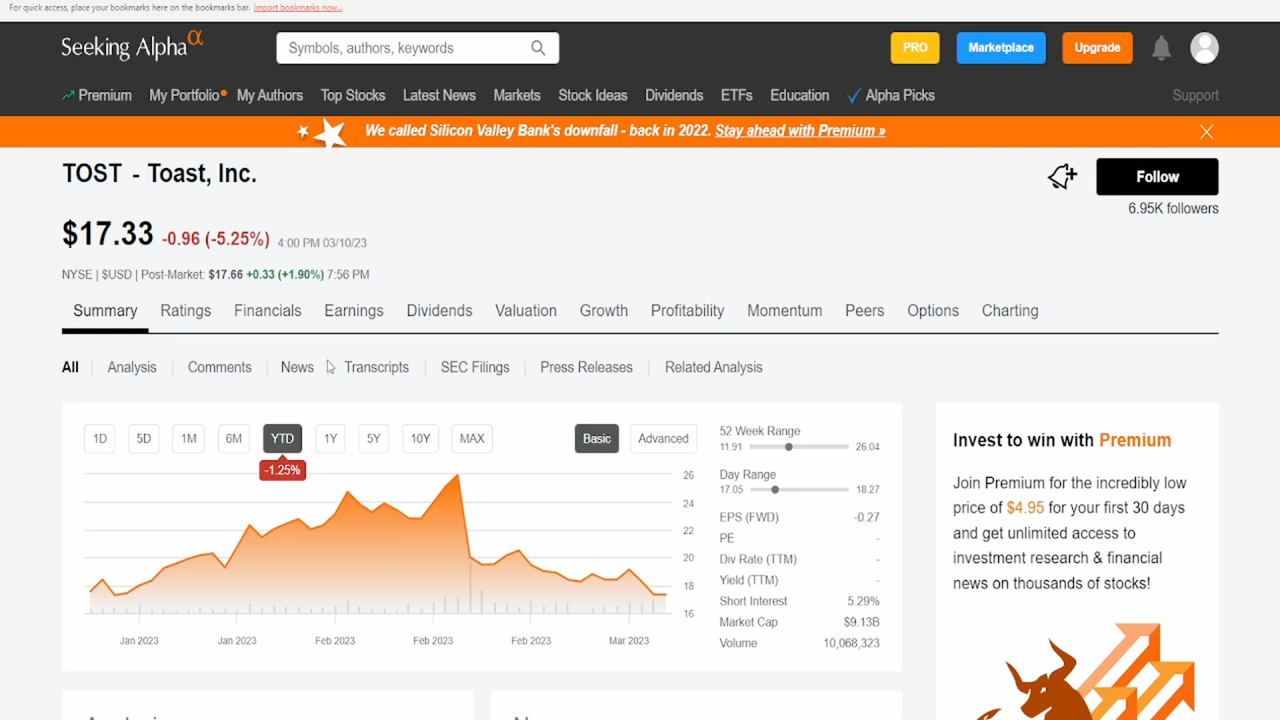 For quick access, place your bookmarks here on the bookmarks bar. Import bookmarks now...
Seeking Alpha α
Symbols, authors, keywords
PRO
Marketplace
Upgrade
Premium My Portfolio My Authors Top Stocks Latest News Markets Stock Ideas Dividends ETFs Education Alpha Picks Support
We called Silicon Valley Bank's downfall - back in 2022. Stay ahead with Premium »
TOST - Toast, Inc.
Follow
6.95K followers
$17.33 -0.96 (-5.25%) 4:00 PM 03/10/23
NYSE | $USD | Post-Market: $17.66 +0.33 (+1.90%) 7:56 PM
Summary Ratings Financials Earnings Dividends Valuation Growth Profitability Momentum Peers Options Charting
All | Analysis | Comments | News | Transcripts | SEC Filings | Press Releases | Related Analysis
1D 5D 1M 6M YTD 1Y 5Y 10Y MAX
Basic Advanced
-1.25%
26
24
22
20
18
16
Jan 2023 Jan 2023 Feb 2023 Feb 2023 Feb 2023 Mar 2023
52 Week Range
11.91 26.04
Day Range
17.05 18.27
EPS (FWD) -0.27
PE -
Div Rate (TTM) -
Yield (TTM) -
Short Interest 5.29%
Market Cap $9.13B
Volume 10,068,323
Invest to win with Premium
Join Premium for the incredibly low
price of $4.95 for your first 30 days
and get unlimited access to
investment research & financial
news on thousands of stocks!